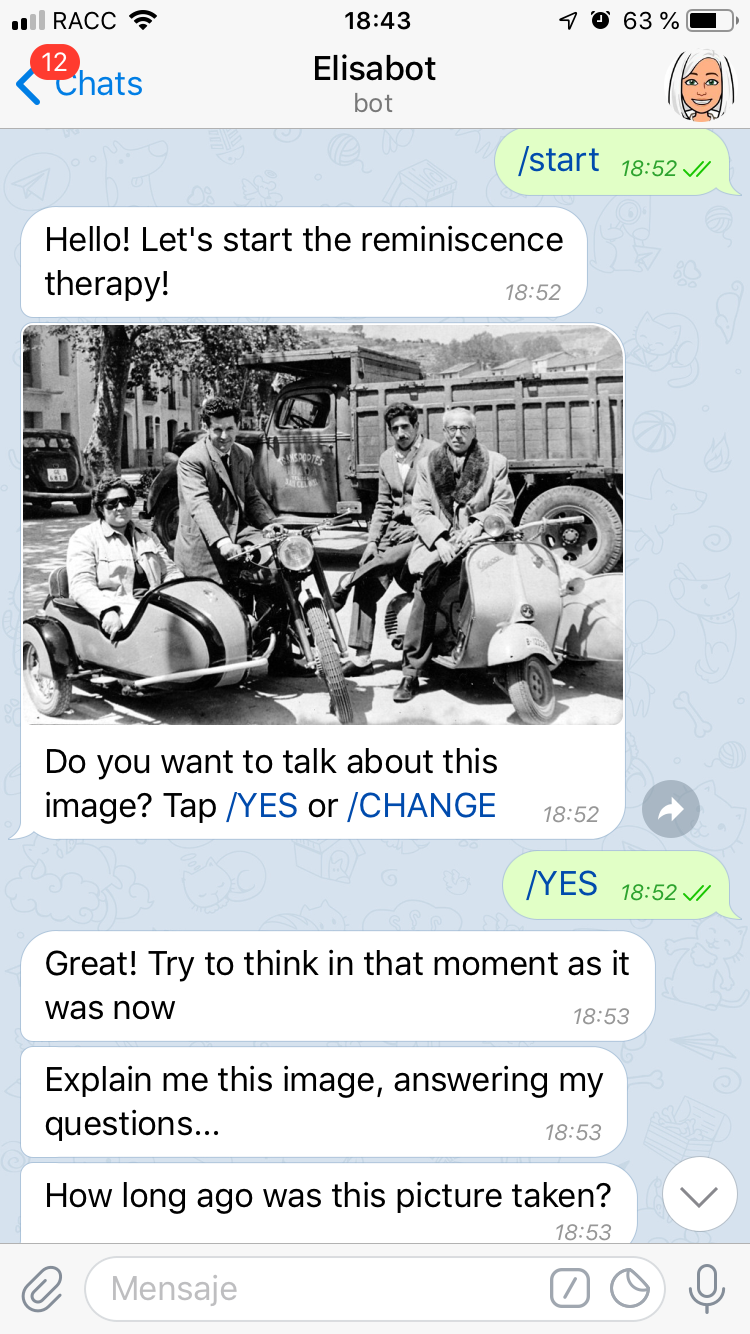 RACC 18:43 63 %
12
Chats
Elisabot
bot
/start 18:52
Hello! Let's start the reminiscence
therapy!
18:52
TRANSPORTES
Do you want to talk about this
image? Tap /YES or /CHANGE
18:52
/YES 18:52
Great! Try to think in that moment as it
was now
18:53
Explain me this image, answering my
questions...
18:53
How long ago was this picture taken?
18:53
Mensaje